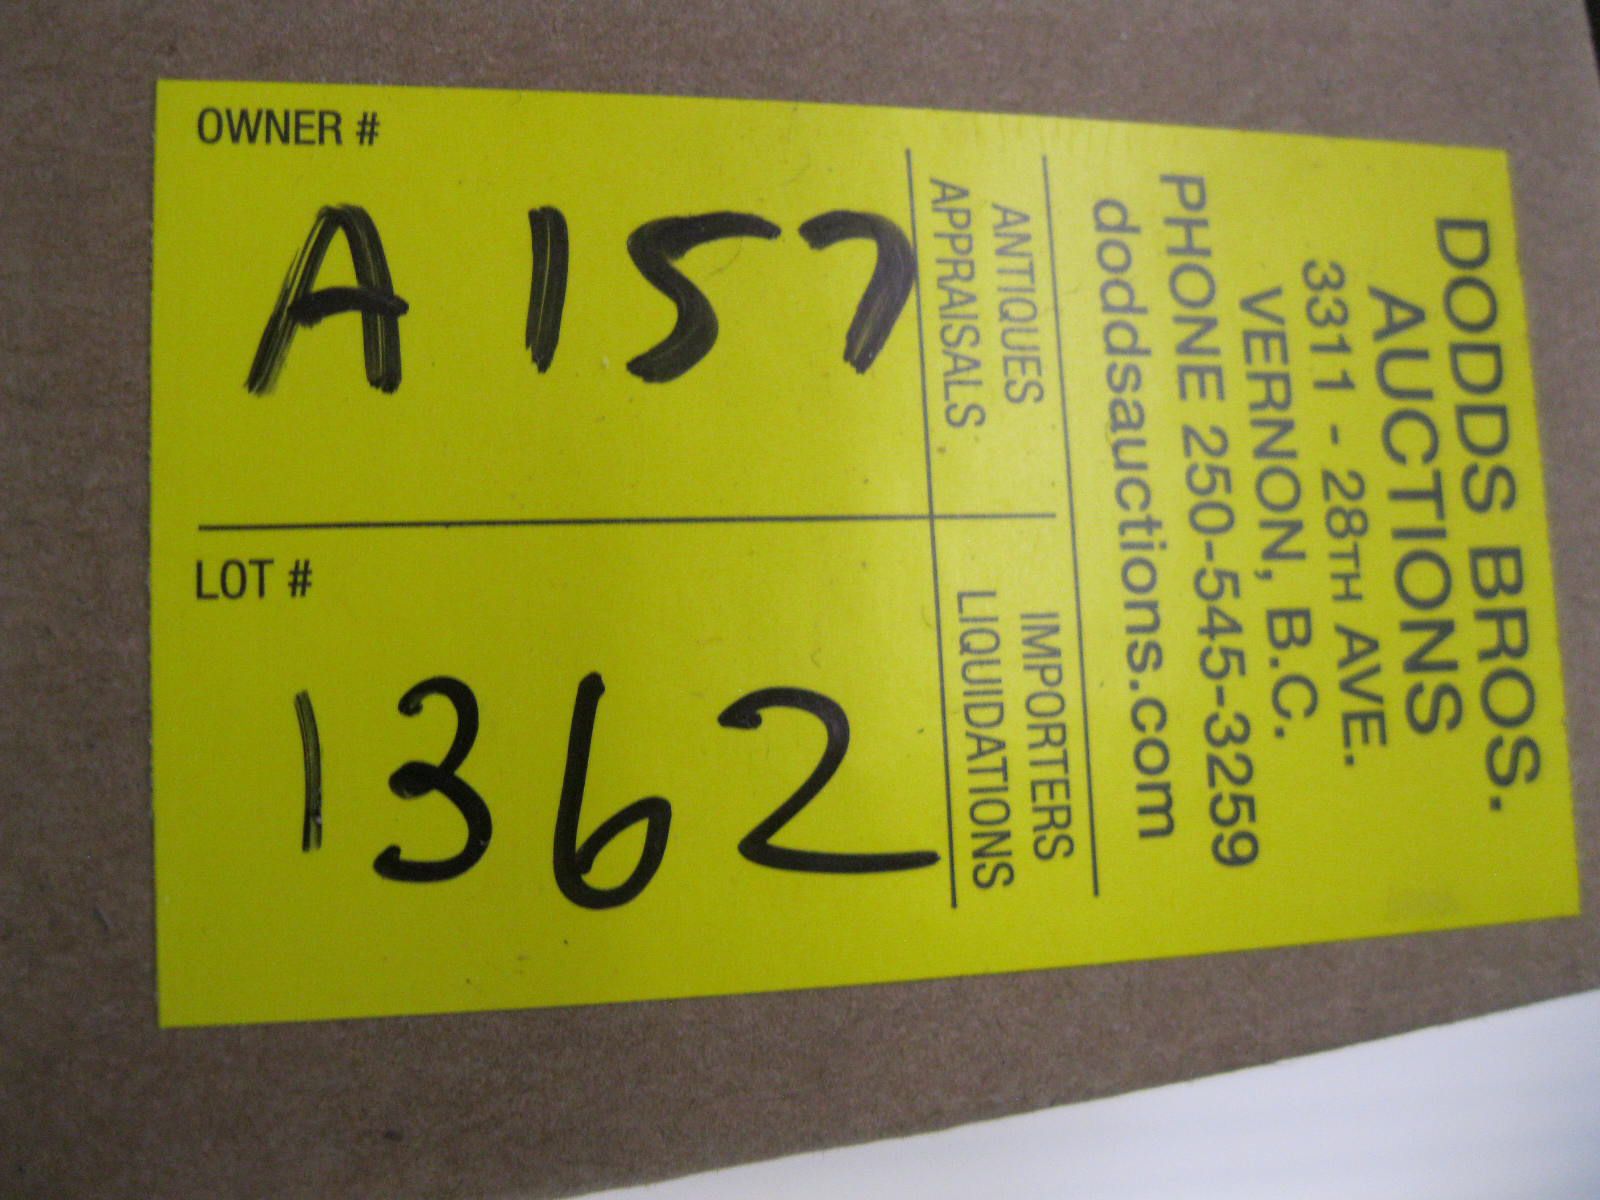 OWNER #
A 157
LOT #
1362
DODDS BROS.
AUCTIONS
3311 - 28TH AVE.
VERNON, B.C.
PHONE 250-545-3259
doddsauctions.com
ANTIQUES
APPRAISALS
IMPORTERS
LIQUIDATIONS